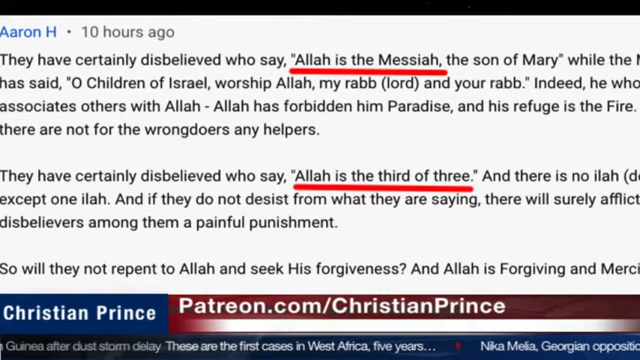 Aaron H • 10 hours ago
They have certainly disbelieved who say, "Allah is the Messiah, the son of Mary" while the
has said, "O Children of Israel, worship Allah, my rabb (lord) and your rabb." Indeed, he who
associates others with Allah - Allah has forbidden him Paradise, and his refuge is the Fire.
there are not for the wrongdoers any helpers.
They have certainly disbelieved who say, "Allah is the third of three." And there is no ilah
except one ilah. And if they do not desist from what they are saying, there will surely afflict
disbelievers among them a painful punishment.
So will they not repent to Allah and seek His forgiveness? And Allah is Forgiving and Merci
Christian Prince
Patreon.com/ChristianPrince
Guinea after dust storm delay These are the first cases in West Africa, five years… Nika Melia, Georgian oppositio